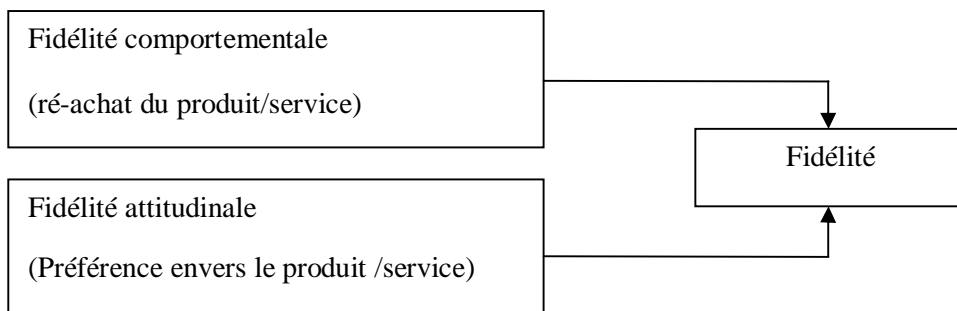 Fidélité comportementale
(ré-achat du produit/service)
Fidélité
Fidélité attitudinale
(Préférence envers le produit /service)